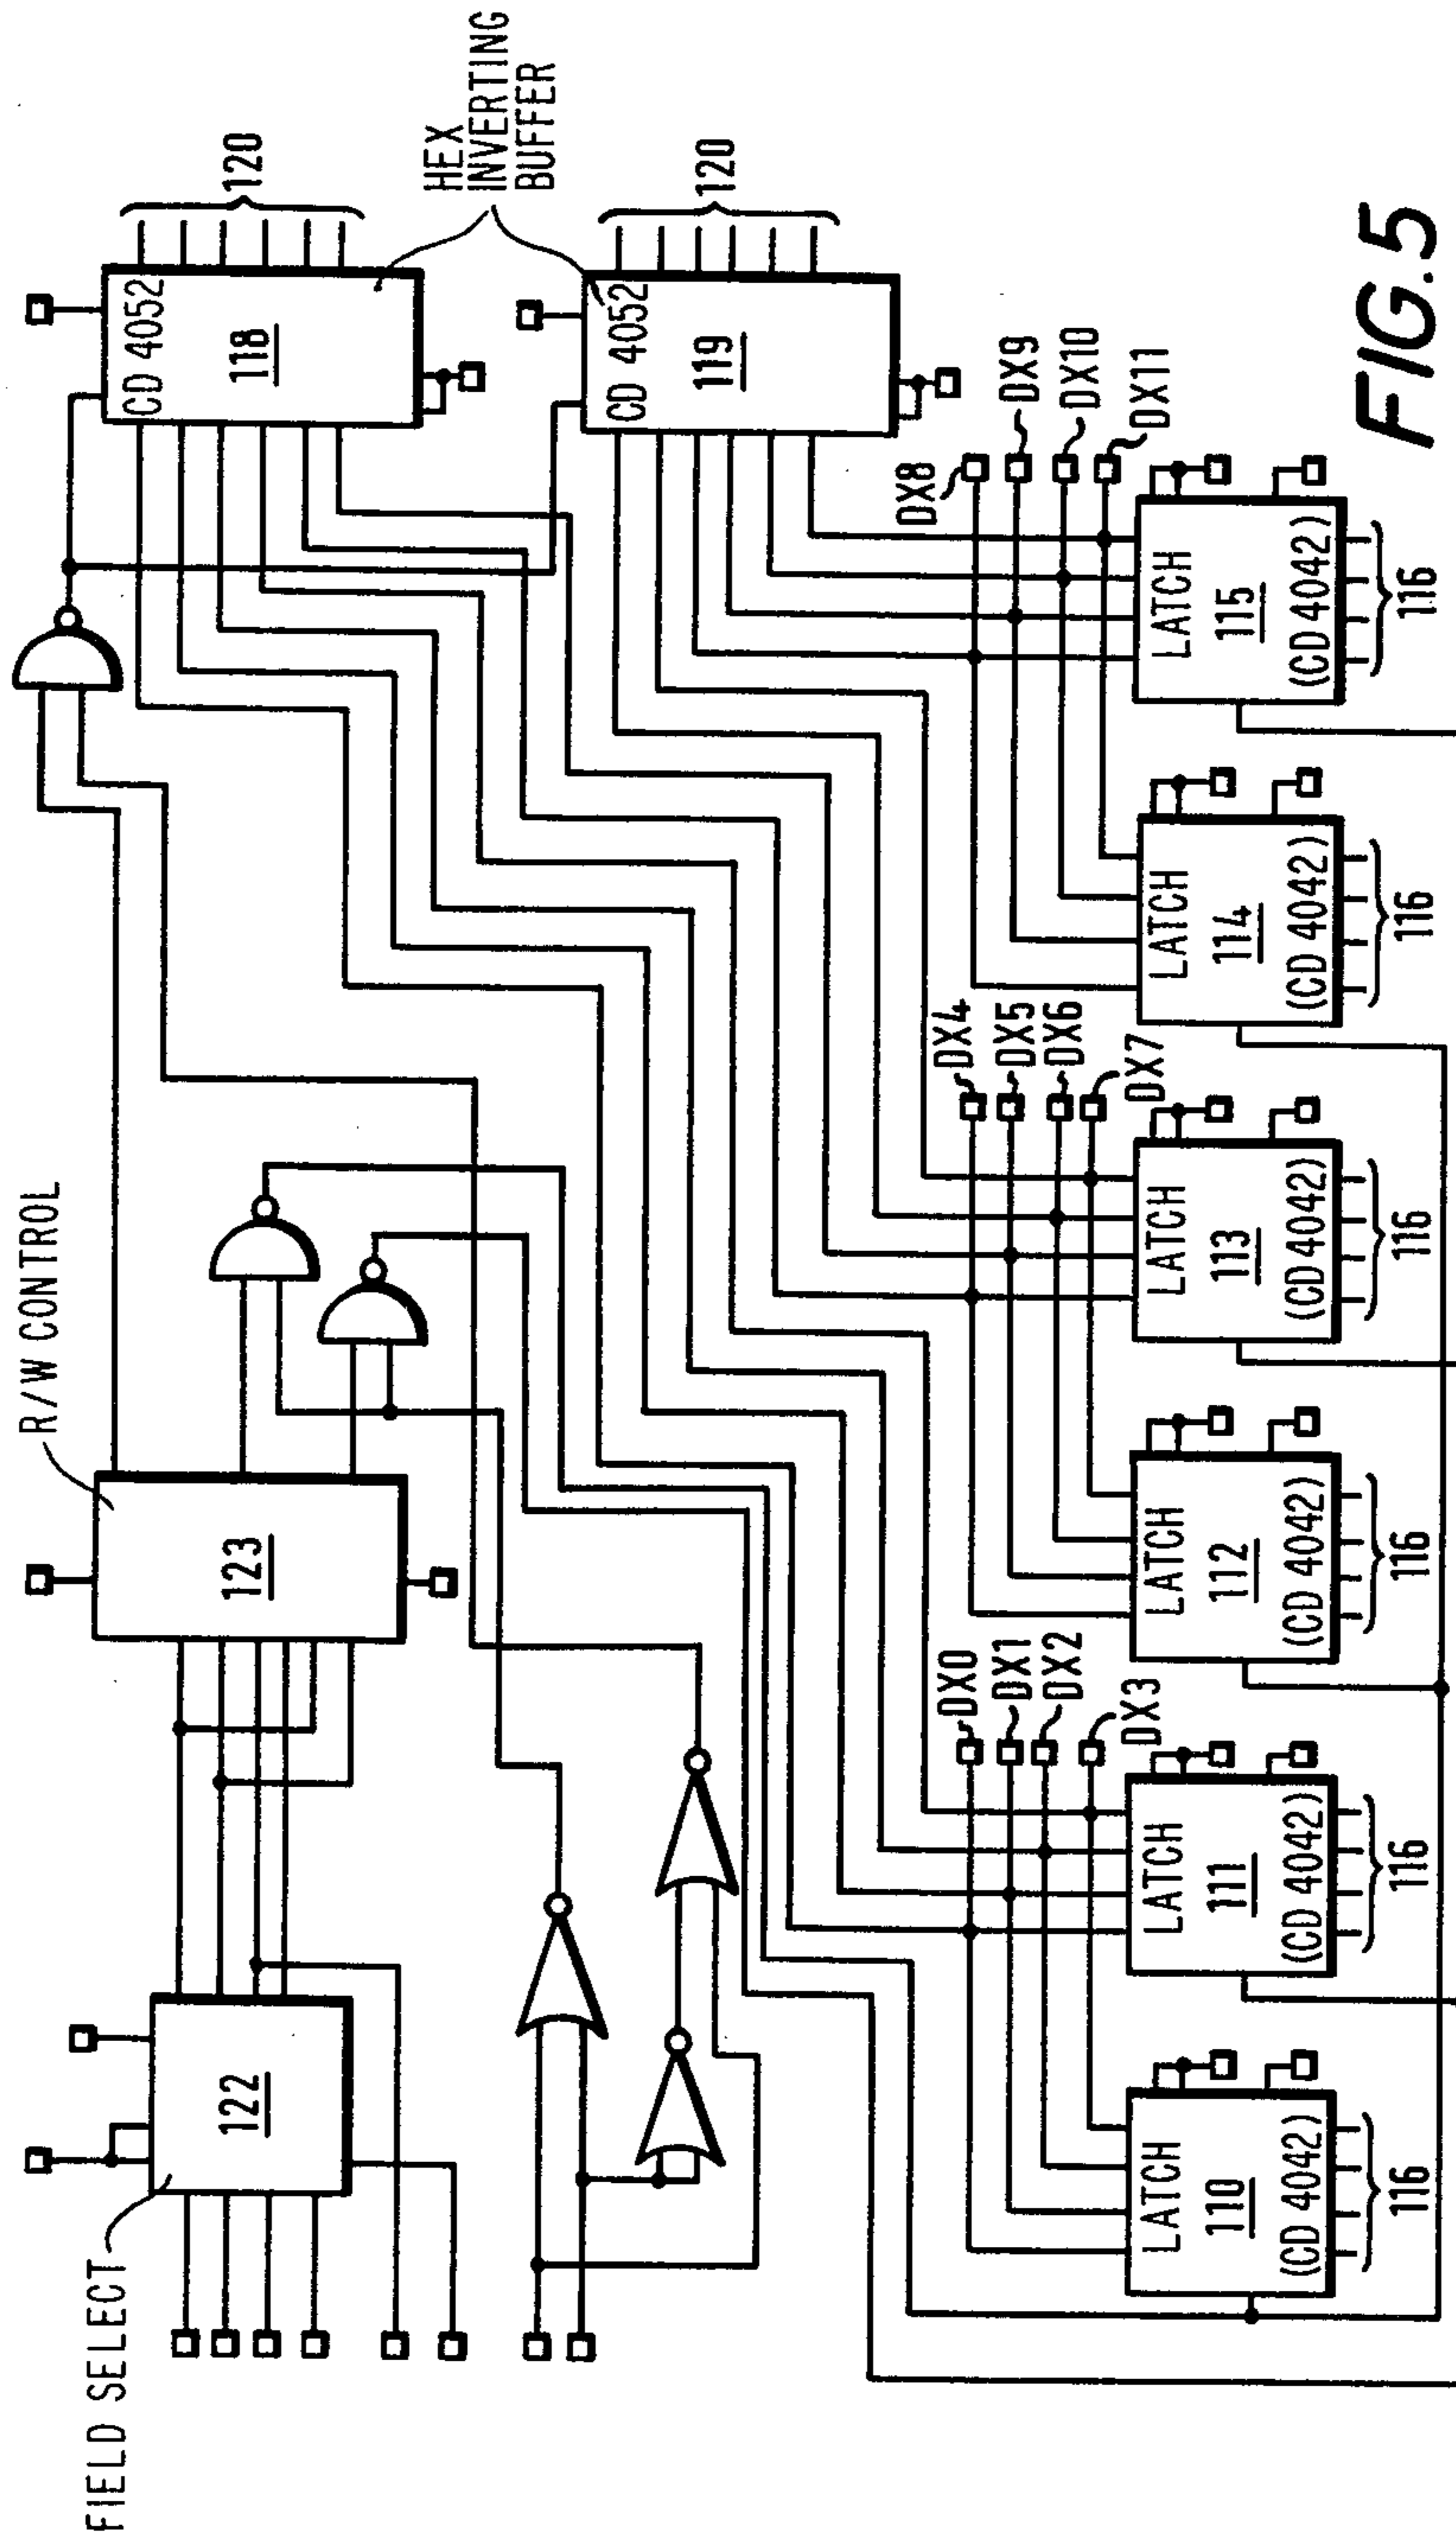 FIELD SELECT
122
R/W CONTROL
123
CD 4052
118
120
HEX
INVERTING
BUFFER
CD 4052
119
120
DX0
DX1
DX2
DX3
DX4
DX5
DX6
DX7
DX8
DX9
DX10
DX11
LATCH
110
(CD 4042)
116
LATCH
111
(CD 4042)
116
LATCH
112
(CD 4042)
116
LATCH
113
(CD 4042)
116
LATCH
114
(CD 4042)
116
LATCH
115
(CD 4042)
116
FIG.5